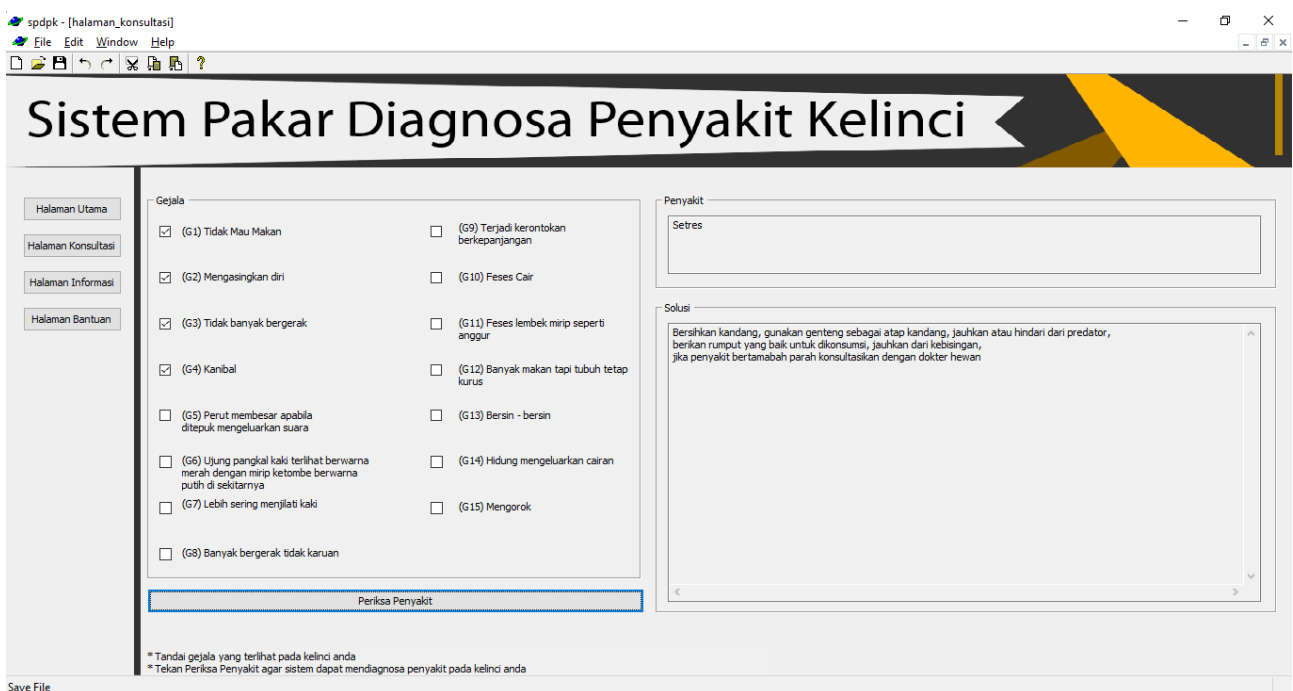 spdpk - [halaman_konsultasi]
File Edit Window Help
Sistem Pakar Diagnosa Penyakit Kelinci
Halaman Utama
Halaman Konsultasi
Halaman Informasi
Halaman Bantuan
Gejala
(G1) Tidak Mau Makan
(G2) Mengasingkan diri
(G3) Tidak banyak bergerak
(G4) Kanibal
(G5) Perut membesar apabila
ditepuk mengeluarkan suara
(G6) Ujung pangkal kaki terlihat berwarna
merah dengan mirip ketombe berwarna
putih di sekitarnya
(G7) Lebih sering menjilati kaki
(G8) Banyak bergerak tidak karuan
(G9) Terjadi kerontokan
berkepanjangan
(G10) Feses Cair
(G11) Feses lembek mirip seperti
anggur
(G12) Banyak makan tapi tubuh tetap
kurus
(G13) Bersin - bersin
(G14) Hidung mengeluarkan cairan
(G15) Mengorok
Periksa Penyakit
* Tandai gejala yang terlihat pada kelinci anda
* Tekan Periksa Penyakit agar sistem dapat mendiagnosa penyakit pada kelinci anda
Penyakit
Setres
Solusi
Bersihkan kandang, gunakan genteng sebagai atap kandang, jauhkan atau hindari dari predator,
berikan rumput yang baik untuk dikonsumsi, jauhkan dari kebisingan,
jika penyakit bertamabah parah konsultasikan dengan dokter hewan
Save File